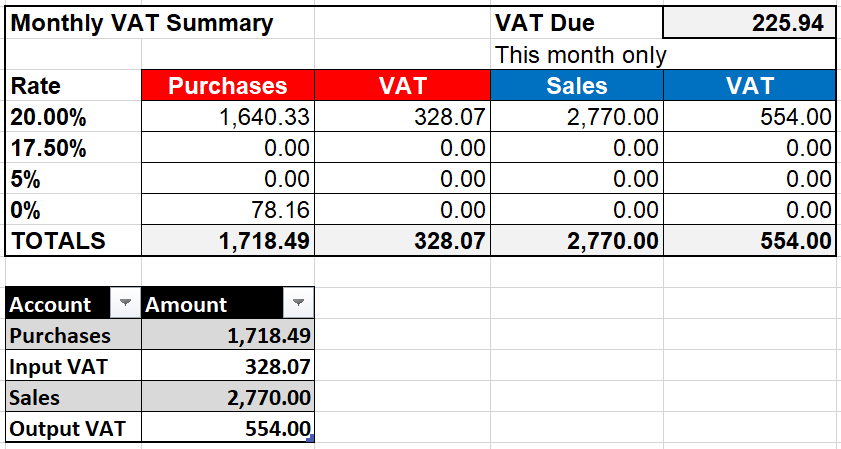 Monthly VAT Summary VAT Due 225.94
This month only
Rate Purchases VAT Sales VAT
20.00% 1,640.33 328.07 2,770.00 554.00
17.50% 0.00 0.00 0.00 0.00
5% 0.00 0.00 0.00 0.00
0% 78.16 0.00 0.00 0.00
TOTALS 1,718.49 328.07 2,770.00 554.00
Account Amount
Purchases 1,718.49
Input VAT 328.07
Sales 2,770.00
Output VAT 554.00